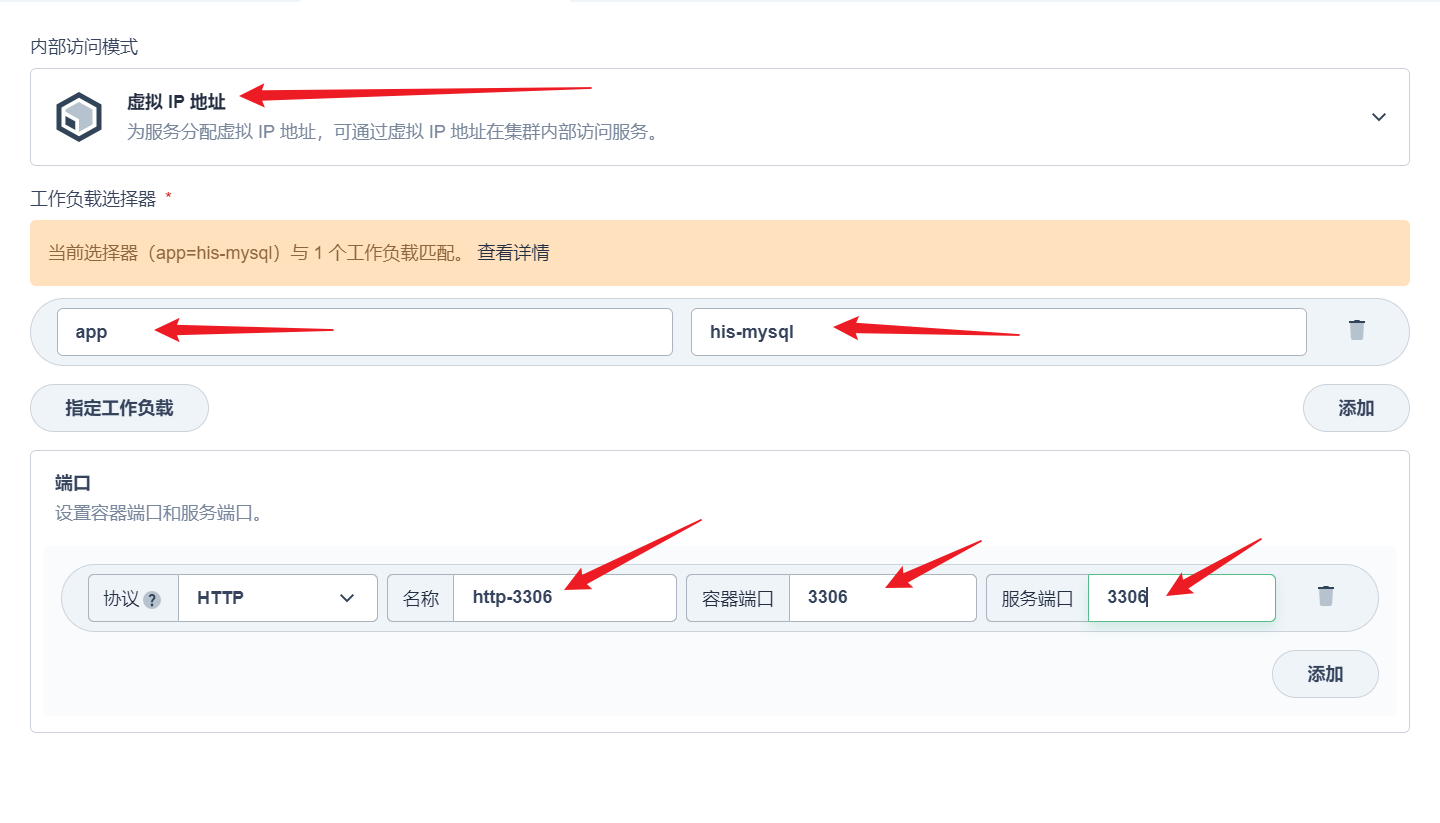 内部访问模式
虚拟 IP 地址
为服务分配虚拟 IP 地址，可通过虚拟 IP 地址在集群内部访问服务。
工作负载选择器 *
当前选择器（app=his-mysql）与 1 个工作负载匹配。 查看详情
app his-mysql
指定工作负载 添加
端口
设置容器端口和服务端口。
协议 ? HTTP 名称 http-3306 容器端口 3306 服务端口 3306
添加